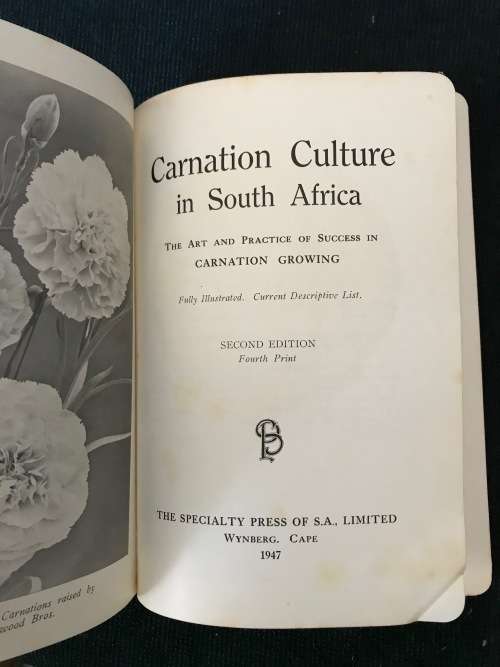 Carnations raised by
wood Bros.
Carnation Culture
in South Africa
THE ART AND PRACTICE OF SUCCESS IN
CARNATION GROWING
Fully Illustrated. Current Descriptive List.
SECOND EDITION
Fourth Print
THE SPECIALTY PRESS OF S.A., LIMITED
WYNBERG, CAPE
1947